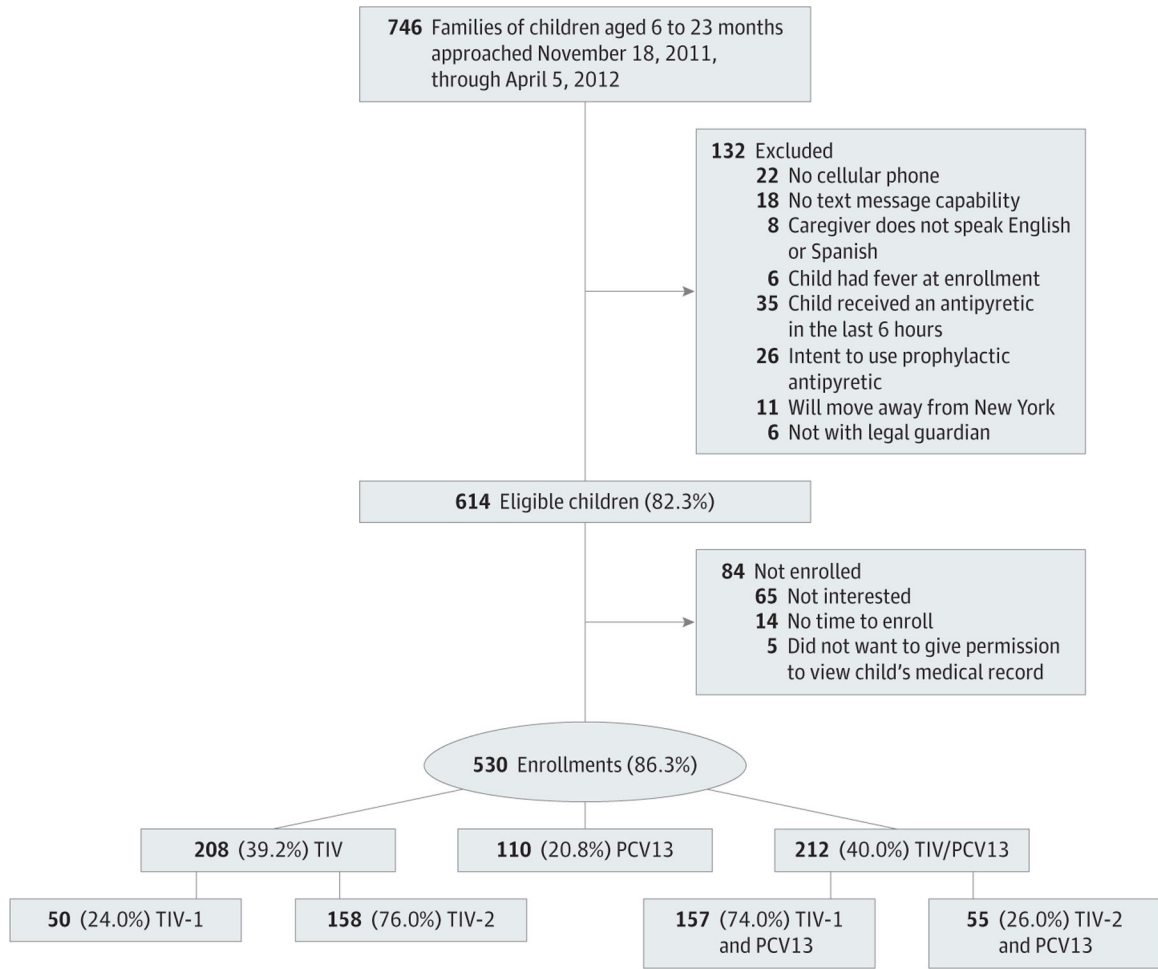 746 Families of children aged 6 to 23 months
approached November 18, 2011,
through April 5, 2012
132 Excluded
22 No cellular phone
18 No text message capability
8 Caregiver does not speak English
or Spanish
6 Child had fever at enrollment
35 Child received an antipyretic
in the last 6 hours
26 Intent to use prophylactic
antipyretic
11 Will move away from New York
6 Not with legal guardian
614 Eligible children (82.3%)
84 Not enrolled
65 Not interested
14 No time to enroll
5 Did not want to give permission
to view child's medical record
530 Enrollments (86.3%)
208 (39.2%) TIV
110 (20.8%) PCV13
212 (40.0%) TIV/PCV13
50 (24.0%) TIV-1
158 (76.0%) TIV-2
157 (74.0%) TIV-1
and PCV13
55 (26.0%) TIV-2
and PCV13